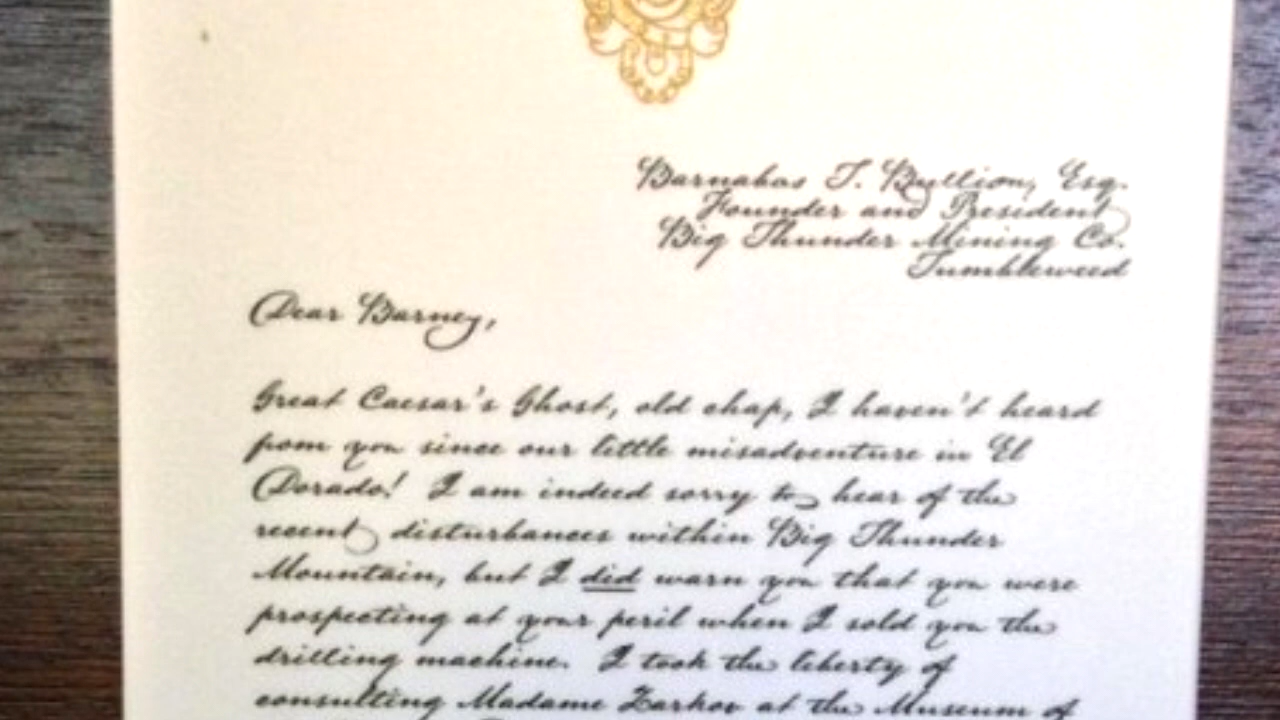 Barnabas T. Bullion, Esq.
Founder and President
Big Thunder Mining Co.
Tumbleweed
Dear Barney,
Great Caesar's Ghost, old chap, I haven't heard
from you since our little misadventure in El
Dorado! I am indeed sorry to hear of the
recent disturbances within Big Thunder
Mountain, but I did warn you that you were
prospecting at your peril when I sold you the
drilling machine. I took the liberty of
consulting Madame Zarkov at the Museum of